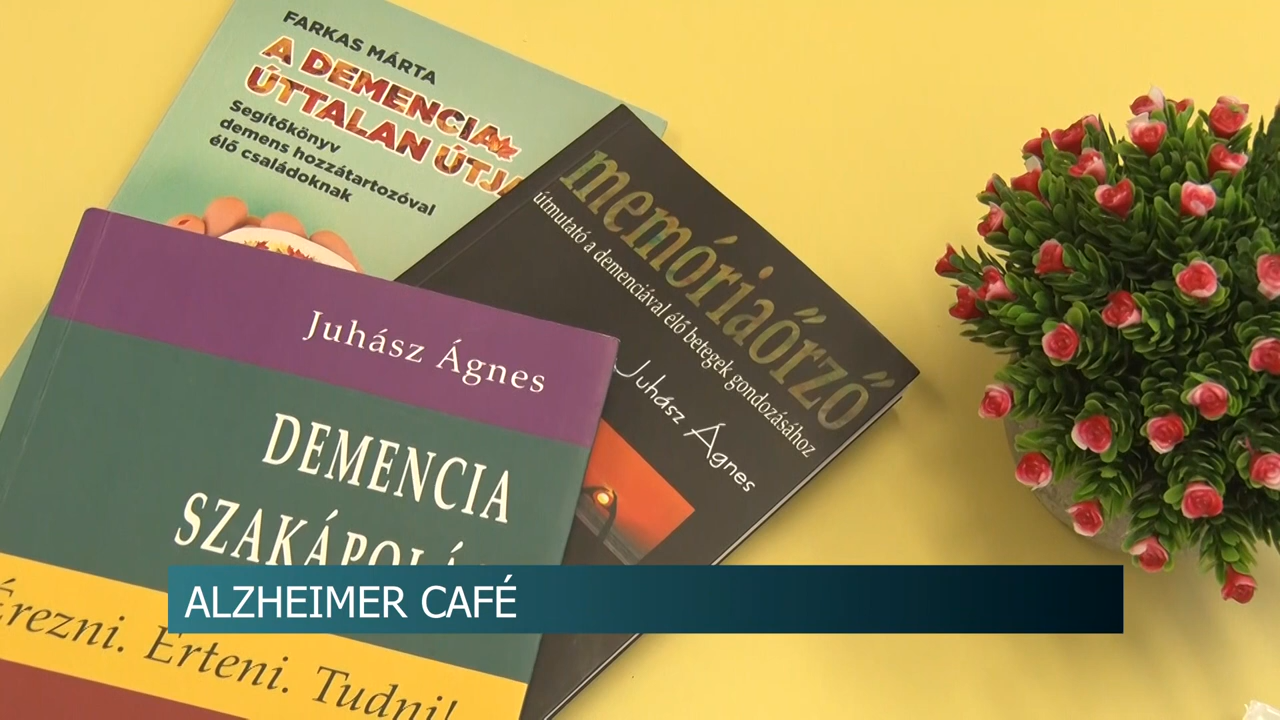 FARKAS MÁRTA
A DEMENCIA
ÚTTALAN
Segítőkönyv
demens hozzátartozóval
élő családoknak
memóriaőrző
útmutató a demenciával élő betegek gondozásához
Juhász Ágnes
Juhász Ágnes
DEMENCIA
Érezni. Érteni. Tudni!
ALZHEIMER CAFÉ